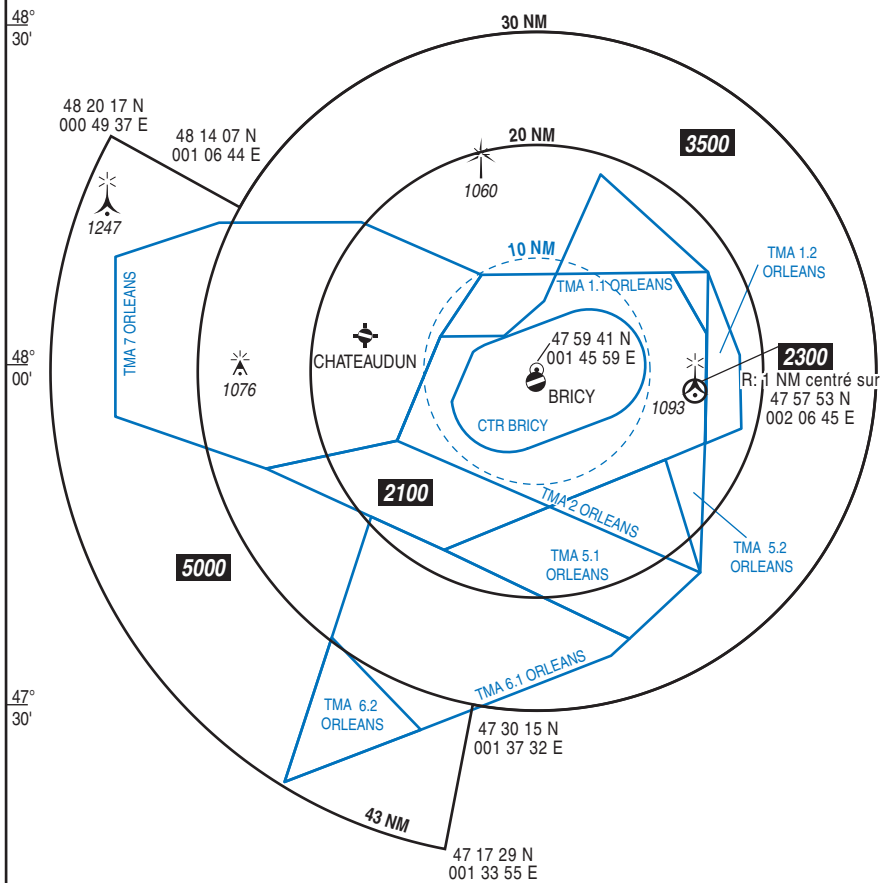 48°
30'
30 NM
48 20 17 N
000 49 37 E
48 14 07 N
001 06 44 E
20 NM
3500
1060
1247
10 NM
TMA 1.2
ORLEANS
TMA 7 ORLEANS
TMA 1.1 ORLEANS
48°
00'
CHATEAUDUN
47 59 41 N
001 45 59 E
2300
R: 1 NM centré sur
47 57 53 N
002 06 45 E
1076
BRICY
1093
CTR BRICY
2100
TMA 2 ORLEANS
5000
TMA 5.1
ORLEANS
TMA 5.2
ORLEANS
TMA 6.1 ORLEANS
47°
30'
TMA 6.2
ORLEANS
47 30 15 N
001 37 32 E
43 NM
47 17 29 N
001 33 55 E